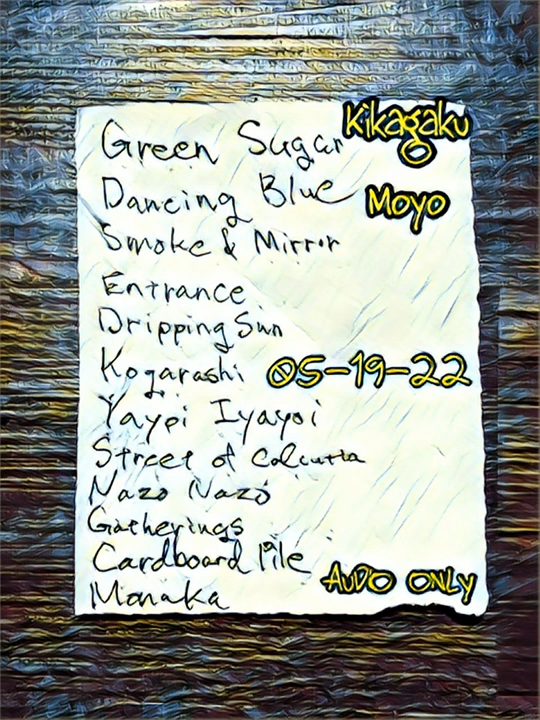 Green Sugar
Kikagaku
Dancing Blue
Moyo
Smoke & Mirror
Entrance
Dripping Sun
Kogarashi
05-19-22
Yaypi Iyayoi
Street of Calcutta
Nazo Nazo
Gatherings
Cardboard Pile
Monaka
AUDIO ONLY